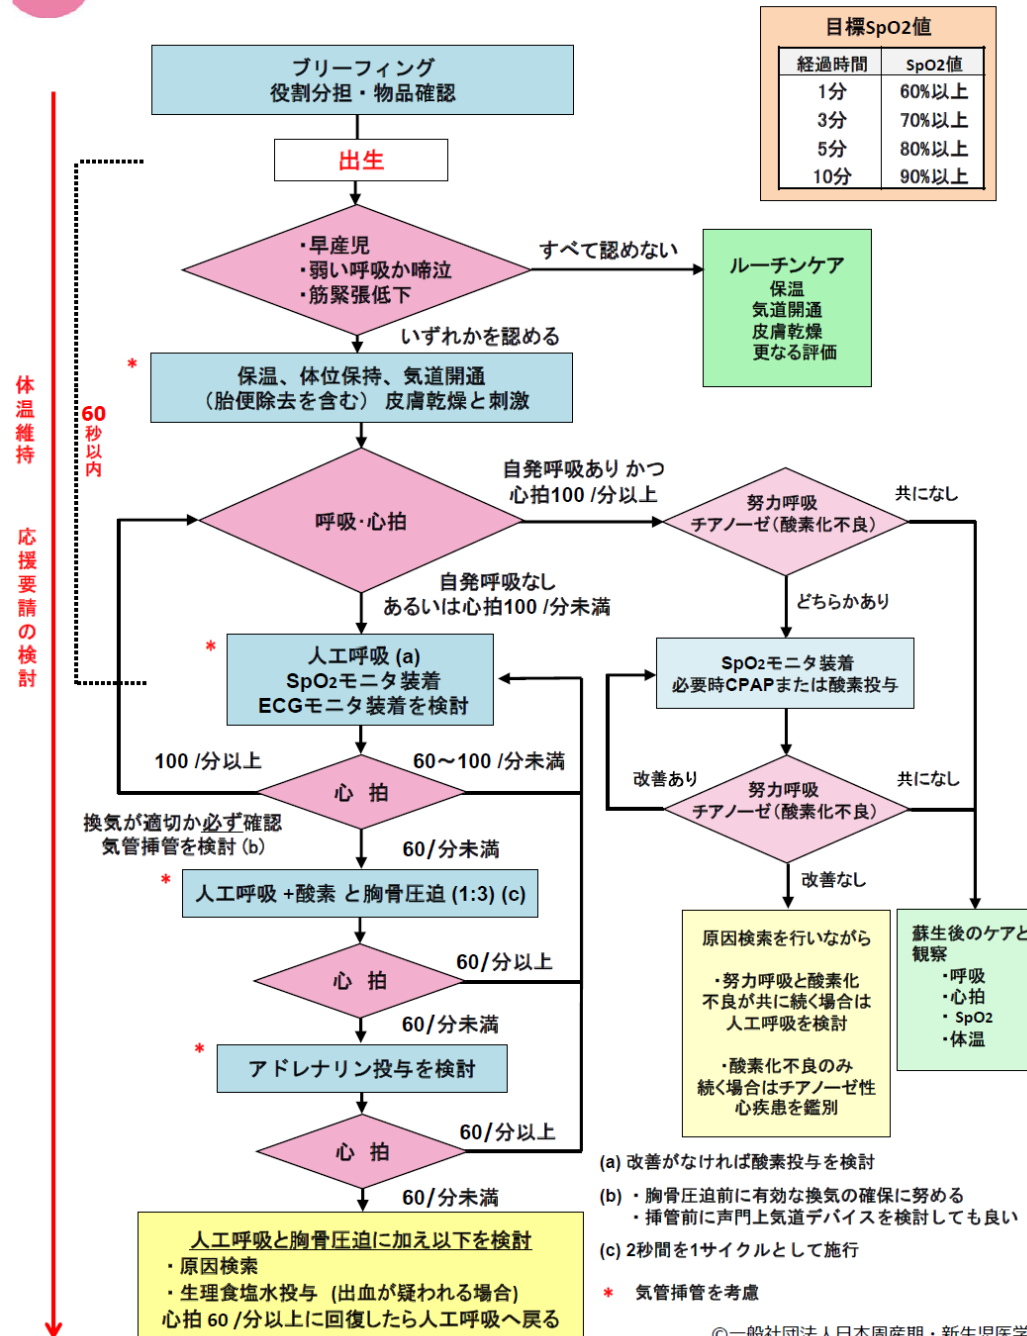 目標SpO2値
経過時間 SpO2値
1分 60%以上
3分 70%以上
5分 80%以上
10分 90%以上
ブリーフィング
役割分担・物品確認
出生
・早産児
・弱い呼吸か啼泣
・筋緊張低下
すべて認めない
ルーチンケア
保温
気道開通
皮膚乾燥
更なる評価
いずれかを認める
*
保温、体位保持、気道開通
（胎便除去を含む） 皮膚乾燥と刺激
体温維持
応援要請の検討
60
秒以内
呼吸・心拍
自発呼吸あり かつ
心拍100 /分以上
努力呼吸
チアノーゼ（酸素化不良）
共になし
自発呼吸なし
あるいは心拍100 /分未満
どちらかあり
*
人工呼吸 (a)
SpO₂モニタ装着
ECGモニタ装着を検討
SpO₂モニタ装着
必要時CPAPまたは酸素投与
100 /分以上
60～100 /分未満
心 拍
改善あり
努力呼吸
チアノーゼ（酸素化不良）
共になし
換気が適切か必ず確認
気管挿管を検討 (b)
60/分未満
改善なし
*
人工呼吸 +酸素 と胸骨圧迫 (1:3) (c)
心 拍
60/分以上
60/分未満
原因検索を行いながら
・努力呼吸と酸素化
不良が共に続く場合は
人工呼吸を検討
・酸素化不良のみ
続く場合はチアノーゼ性
心疾患を鑑別
蘇生後のケアと
観察
・呼吸
・心拍
・ SpO2
・体温
*
アドレナリン投与を検討
心 拍
60/分以上
60/分未満
人工呼吸と胸骨圧迫に加え以下を検討
・原因検索
・生理食塩水投与 (出血が疑われる場合)
心拍 60 /分以上に回復したら人工呼吸へ戻る
(a) 改善がなければ酸素投与を検討
(b) ・胸骨圧迫前に有効な換気の確保に努める
・挿管前に声門上気道デバイスを検討しても良い
(c) 2秒間を1サイクルとして施行
* 気管挿管を考慮
©一般社団法人日本周産期・新生児医学